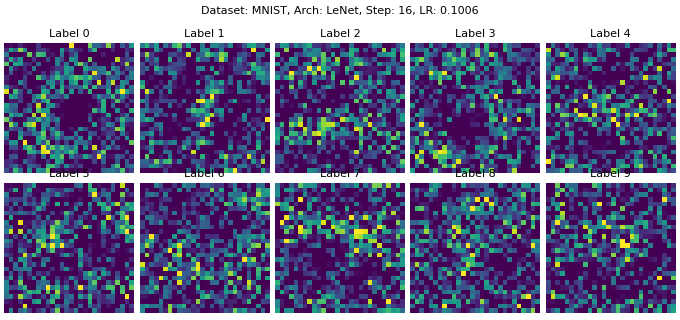 Dataset: MNIST, Arch: LeNet, Step: 16, LR: 0.1006
Label 0 Label 1 Label 2 Label 3 Label 4
Label 5 Label 6 Label 7 Label 8 Label 9